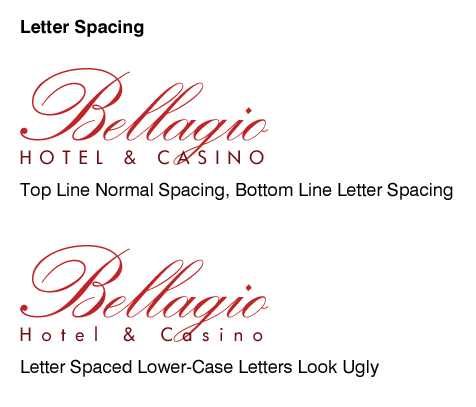 Letter Spacing
Bellagio
HOTEL & CASINO
Top Line Normal Spacing, Bottom Line Letter Spacing
Bellagio
Hotel & Casino
Letter Spaced Lower-Case Letters Look Ugly